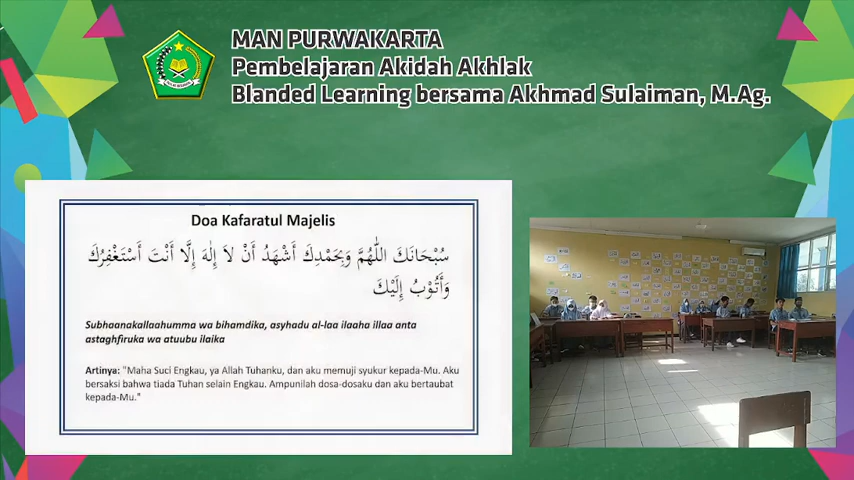 MAN PURWAKARTA
Pembelajaran Akidah Akhlak
Blanded Learning bersama Akhmad Sulaiman, M.Ag.
Doa Kafaratul Majelis
سُبْحَانَكَ اللّٰهُمَّ وَبِحَمْدِكَ أَشْهَدُ أَنْ لاَ إِلٰهَ إِلَّا أَنْتَ أَسْتَغْفِرُكَ
وَأَتُوْبُ إِلَيْكَ
Subhaanakallaahumma wa bihamdika, asyhadu al-laa ilaaha illaa anta
astaghfiruka wa atuubu ilaika
Artinya: "Maha Suci Engkau, ya Allah Tuhanku, dan aku memuji syukur kepada-Mu. Aku
bersaksi bahwa tiada Tuhan selain Engkau. Ampunilah dosa-dosaku dan aku bertaubat
kepada-Mu."